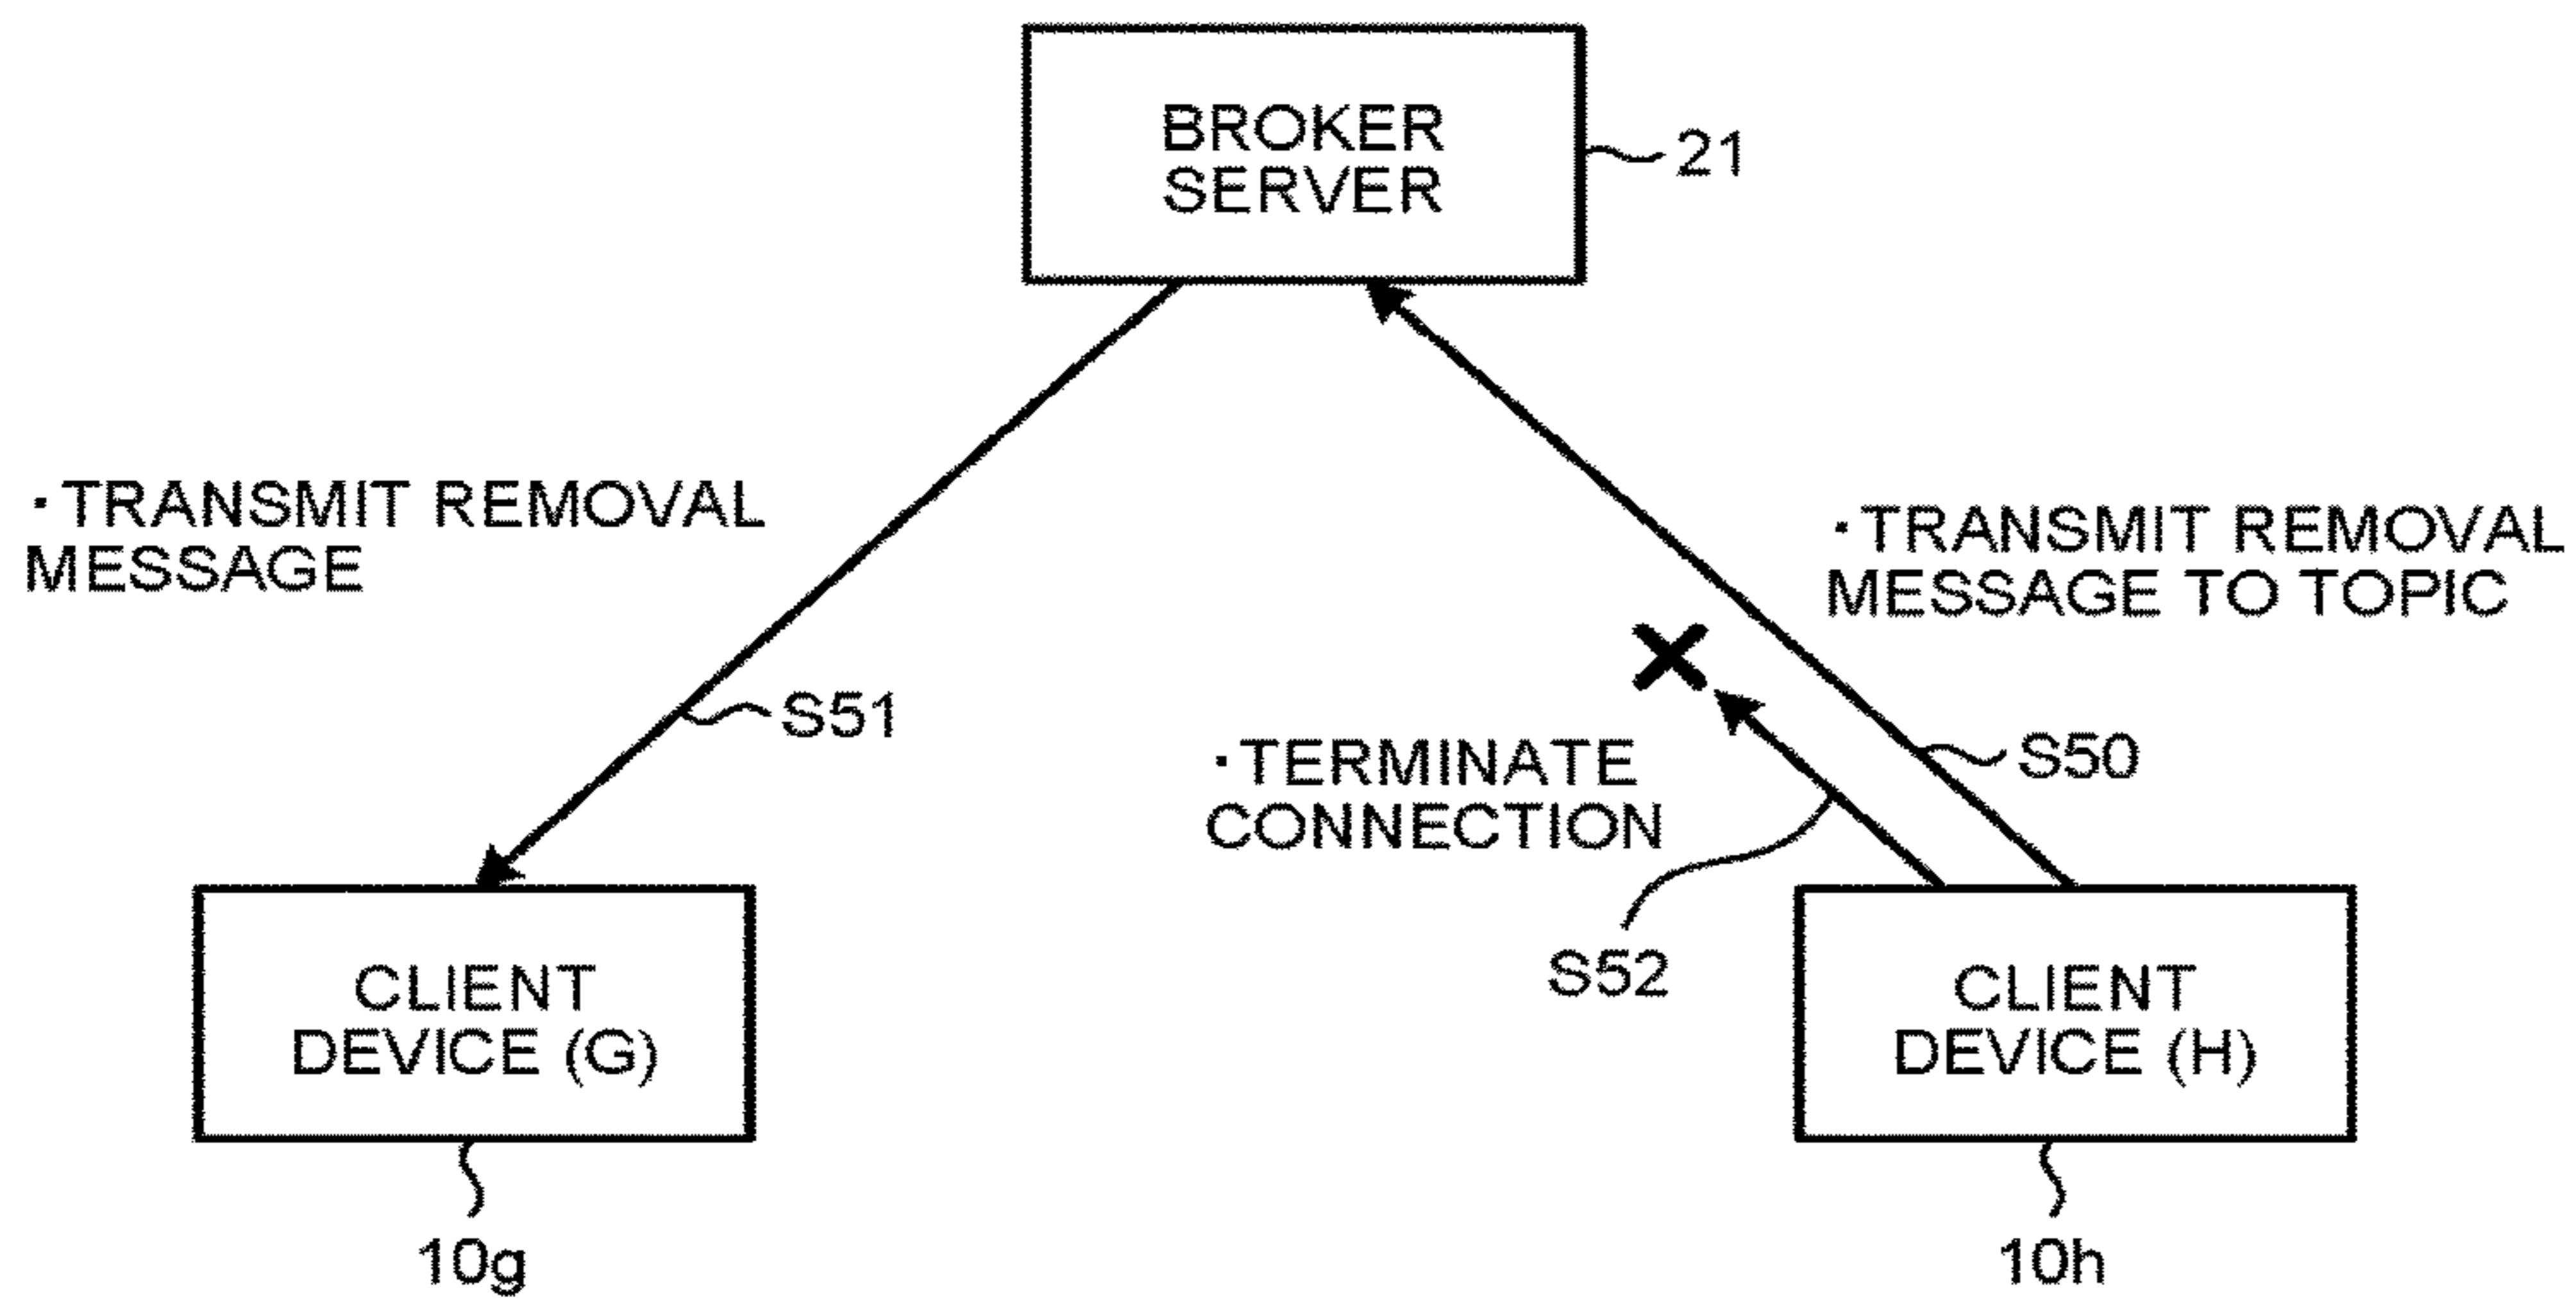 BROKER
SERVER
21
・TRANSMIT REMOVAL
MESSAGE
・TRANSMIT REMOVAL
MESSAGE TO TOPIC
S51
・TERMINATE
CONNECTION
S50
S52
CLIENT
DEVICE (G)
CLIENT
DEVICE (H)
10g
10h